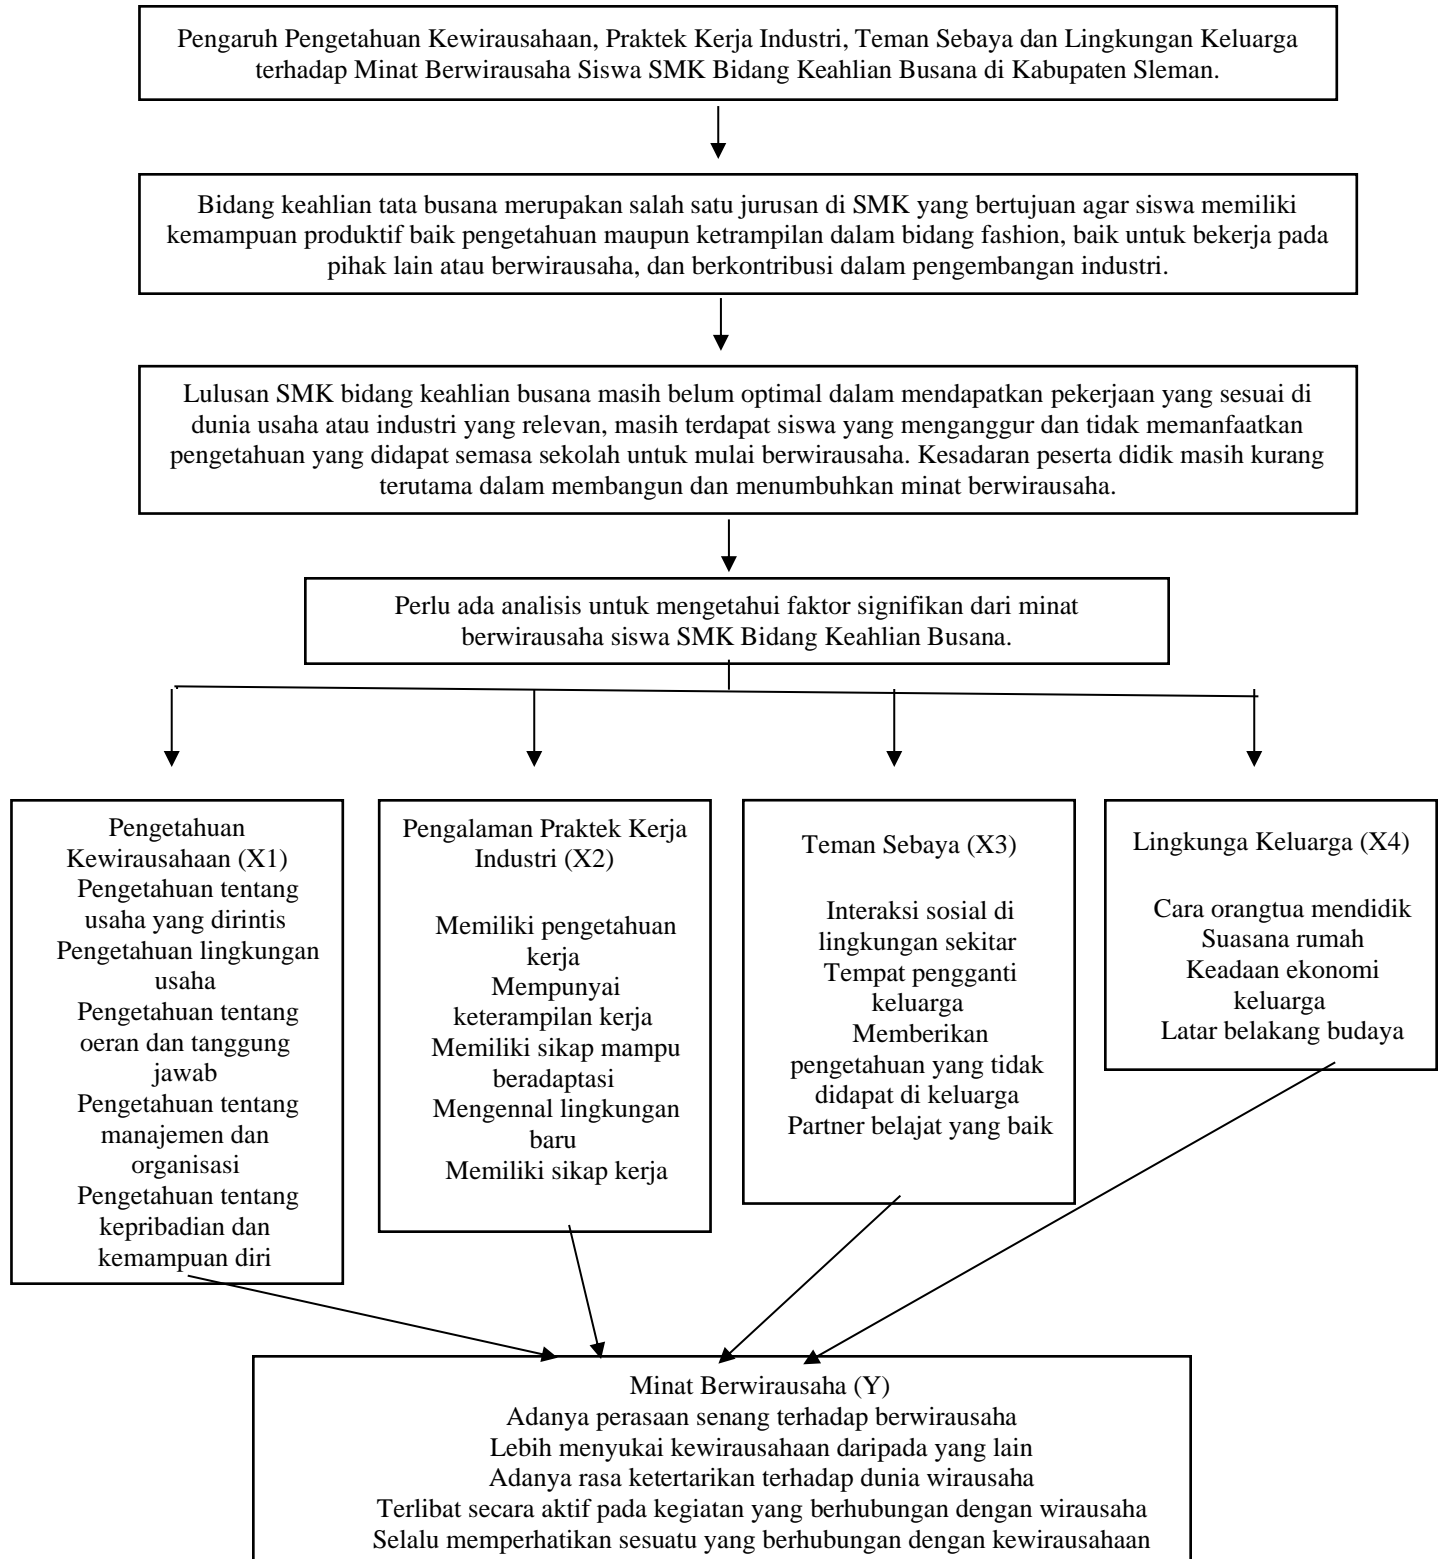 Pengaruh Pengetahuan Kewirausahaan, Praktek Kerja Industri, Teman Sebaya dan Lingkungan Keluarga
terhadap Minat Berwirausaha Siswa SMK Bidang Keahlian Busana di Kabupaten Sleman.
Bidang keahlian tata busana merupakan salah satu jurusan di SMK yang bertujuan agar siswa memiliki
kemampuan produktif baik pengetahuan maupun ketrampilan dalam bidang fashion, baik untuk bekerja pada
pihak lain atau berwirausaha, dan berkontribusi dalam pengembangan industri.
Lulusan SMK bidang keahlian busana masih belum optimal dalam mendapatkan pekerjaan yang sesuai di
dunia usaha atau industri yang relevan, masih terdapat siswa yang menganggur dan tidak memanfaatkan
pengetahuan yang didapat semasa sekolah untuk mulai berwirausaha. Kesadaran peserta didik masih kurang
terutama dalam membangun dan menumbuhkan minat berwirausaha.
Perlu ada analisis untuk mengetahui faktor signifikan dari minat
berwirausaha siswa SMK Bidang Keahlian Busana.
Pengetahuan
Kewirausahaan (X1)
Pengetahuan tentang
usaha yang dirintis
Pengetahuan lingkungan
usaha
Pengetahuan tentang
oeran dan tanggung
jawab
Pengetahuan tentang
manajemen dan
organisasi
Pengetahuan tentang
kepribadian dan
kemampuan diri
Pengalaman Praktek Kerja
Industri (X2)
Memiliki pengetahuan
kerja
Mempunyai
keterampilan kerja
Memiliki sikap mampu
beradaptasi
Mengennal lingkungan
baru
Memiliki sikap kerja
Teman Sebaya (X3)
Interaksi sosial di
lingkungan sekitar
Tempat pengganti
keluarga
Memberikan
pengetahuan yang tidak
didapat di keluarga
Partner belajat yang baik
Lingkunga Keluarga (X4)
Cara orangtua mendidik
Suasana rumah
Keadaan ekonomi
keluarga
Latar belakang budaya
Minat Berwirausaha (Y)
Adanya perasaan senang terhadap berwirausaha
Lebih menyukai kewirausahaan daripada yang lain
Adanya rasa ketertarikan terhadap dunia wirausaha
Terlibat secara aktif pada kegiatan yang berhubungan dengan wirausaha
Selalu memperhatikan sesuatu yang berhubungan dengan kewirausahaan